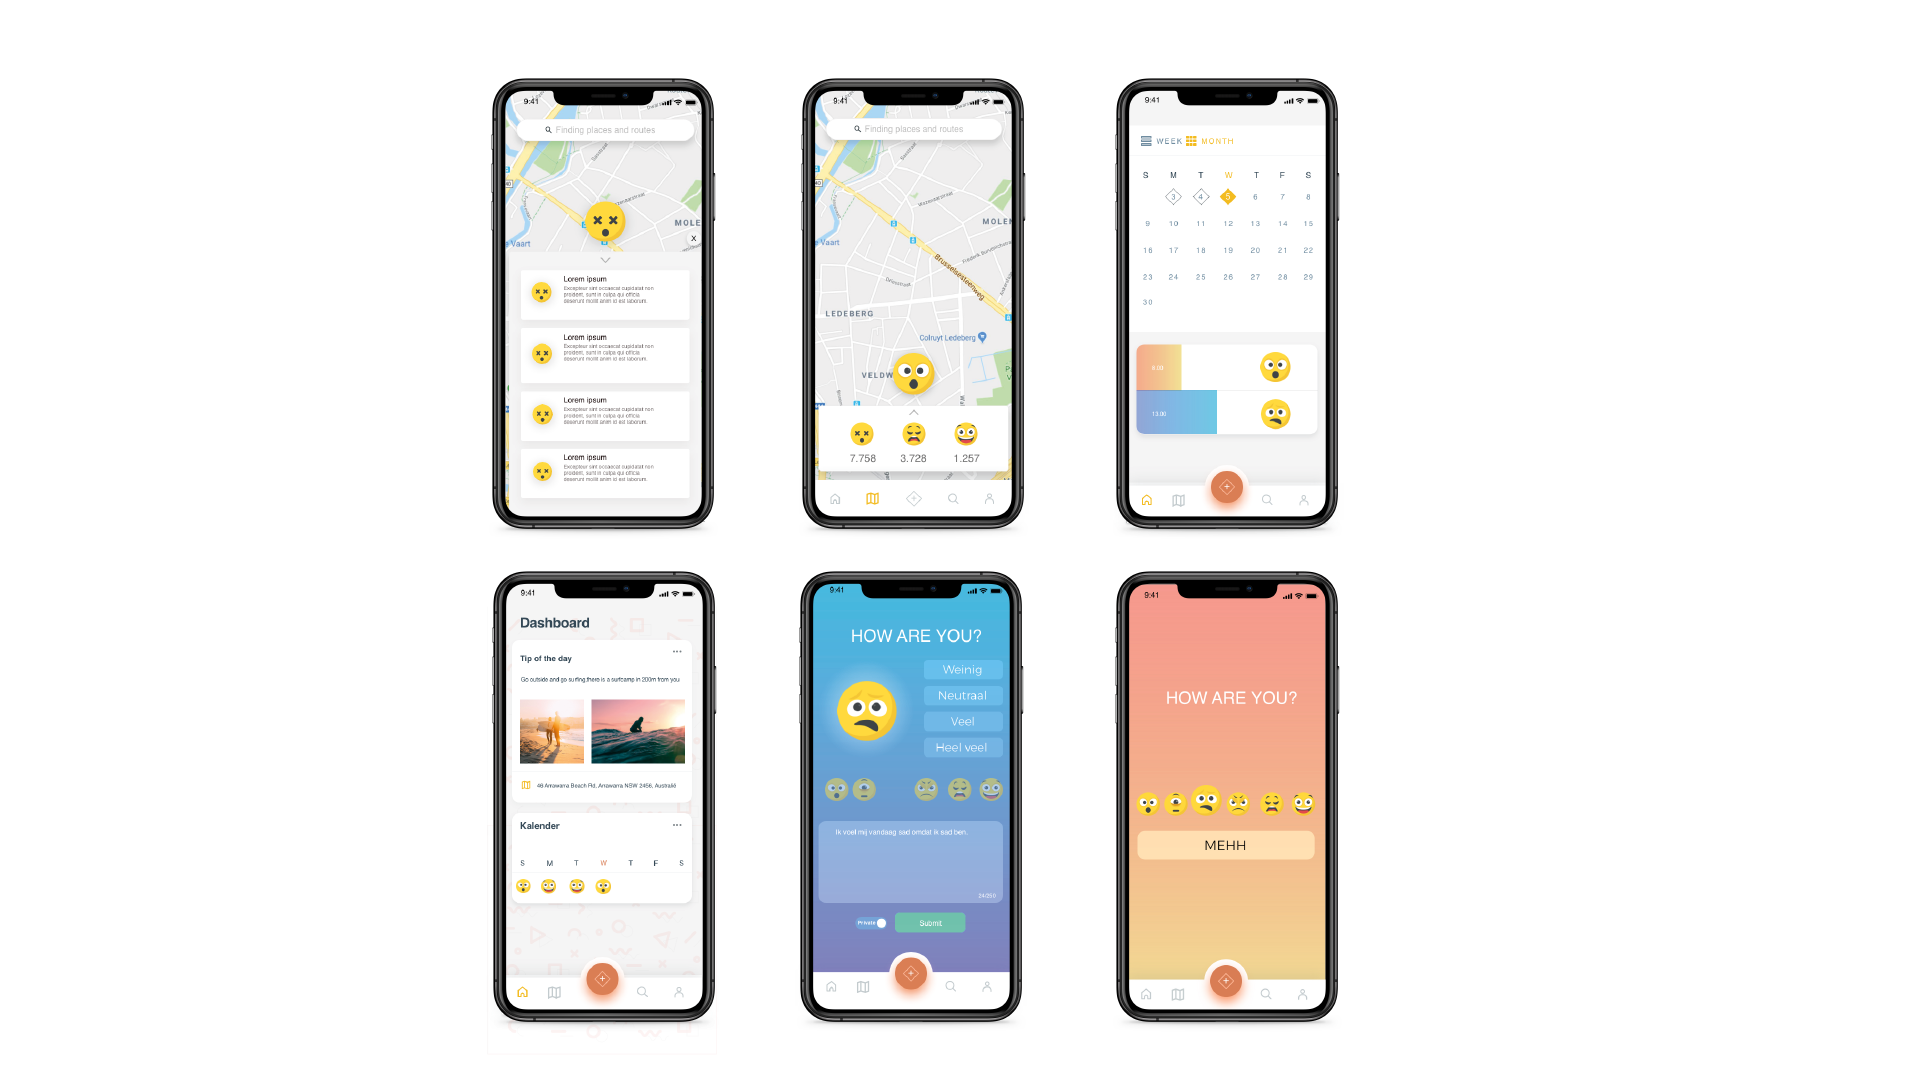 9:41
Finding places and routes
MOLE
Vaart
X
Lorem ipsum
Excepteur sint occaecat cupidatat non
proident, sunt in culpa qui officia
deserunt mollit anim id est laborum.
Lorem ipsum
Excepteur sint occaecat cupidatat non
proident, sunt in culpa qui officia
deserunt mollit anim id est laborum.
Lorem ipsum
Excepteur sint occaecat cupidatat non
proident, sunt in culpa qui officia
deserunt mollit anim id est laborum.
Lorem ipsum
Excepteur sint occaecat cupidatat non
proident, sunt in culpa qui officia
deserunt mollit anim id est laborum.
9:41
Finding places and routes
MOLEN
Vaart
Brusselsesteenweg
LEDEBERG
Colruyt Ledeberg
VELDW
7.758 3.728 1.257
9:41
WEEK MONTH
S M T W T F S
3 4 5 6 7 8
9 10 11 12 13 14 15
16 17 18 19 20 21 22
23 24 25 26 27 28 29
30
8.00
13.00
9:41
Dashboard
Tip of the day
Go outside and go surfing,there is a surfcamp in 200m from you
46 Arrawarra Beach Rd, Arrawarra NSW 2456, Australië
Kalender
S M T W T F S
9:41
HOW ARE YOU?
Weinig
Neutraal
Veel
Heel veel
Ik voel mij vandaag sad omdat ik sad ben.
24/259
Private
Submit
9:41
HOW ARE YOU?
MEHH